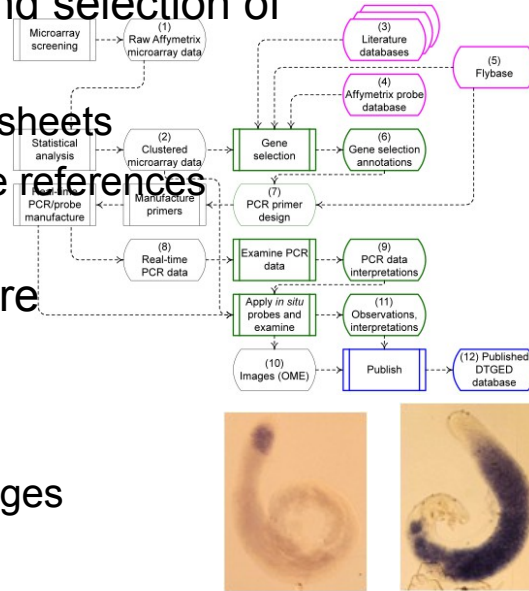 nd selection of
Microarray
screening
(1)
Raw Affymetrix
microarray data
(3)
Literature
databases
(5)
Flybase
(4)
Affymetrix probe
database
sheets
Statistical
analysis
(2)
Clustered
microarray data
Gene
selection
(6)
Gene selection
annotations
e references
Real-time
PCR/probe
manufacture
Manufacture
primers
(7)
PCR primer
design
(8)
Real-time
PCR data
Examine PCR
data
(9)
PCR data
interpretations
re
Apply in situ
probes and
examine
(11)
Observations,
interpretations
(10)
Images (OME)
Publish
(12) Published
DTGED
database
ges